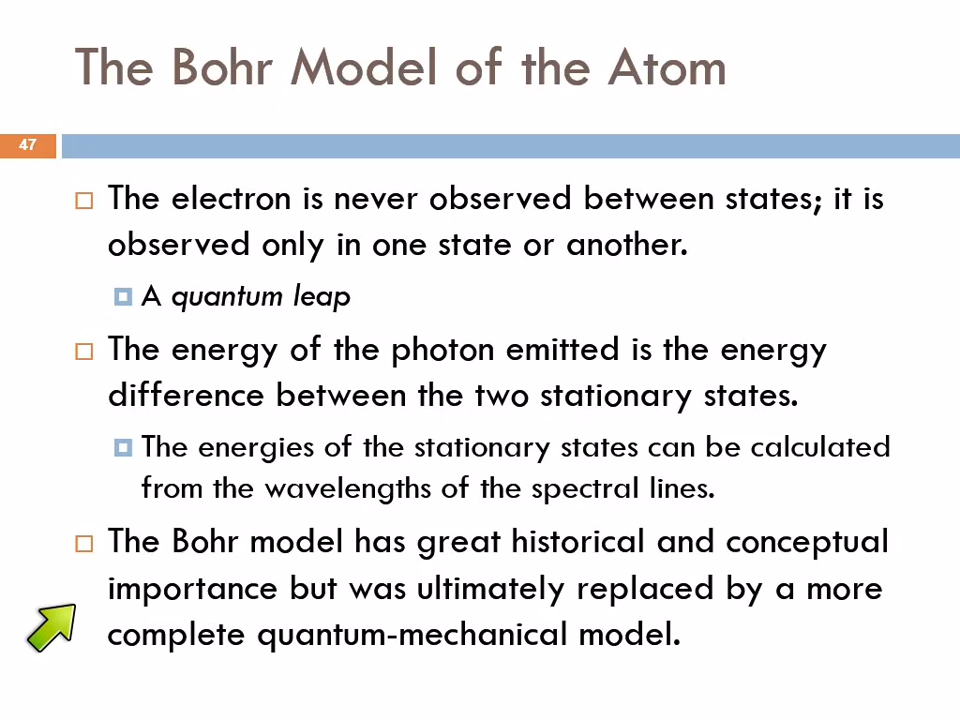 The Bohr Model of the Atom
47
The electron is never observed between states; it is
observed only in one state or another.
A quantum leap
The energy of the photon emitted is the energy
difference between the two stationary states.
The energies of the stationary states can be calculated
from the wavelengths of the spectral lines.
The Bohr model has great historical and conceptual
importance but was ultimately replaced by a more
complete quantum-mechanical model.